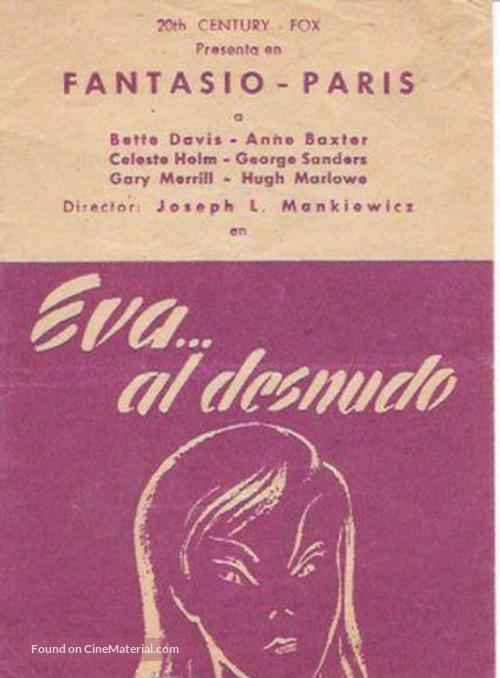 20th CENTURY - FOX
Presenta en
FANTASIO - PARIS
a
Bette Davis - Anne Baxter
Celeste Holm - George Sanders
Gary Merrill - Hugh Marlowe
Director: Joseph L. Mankiewicz
en
Eva...
al desnudo
Found on CineMaterial.com